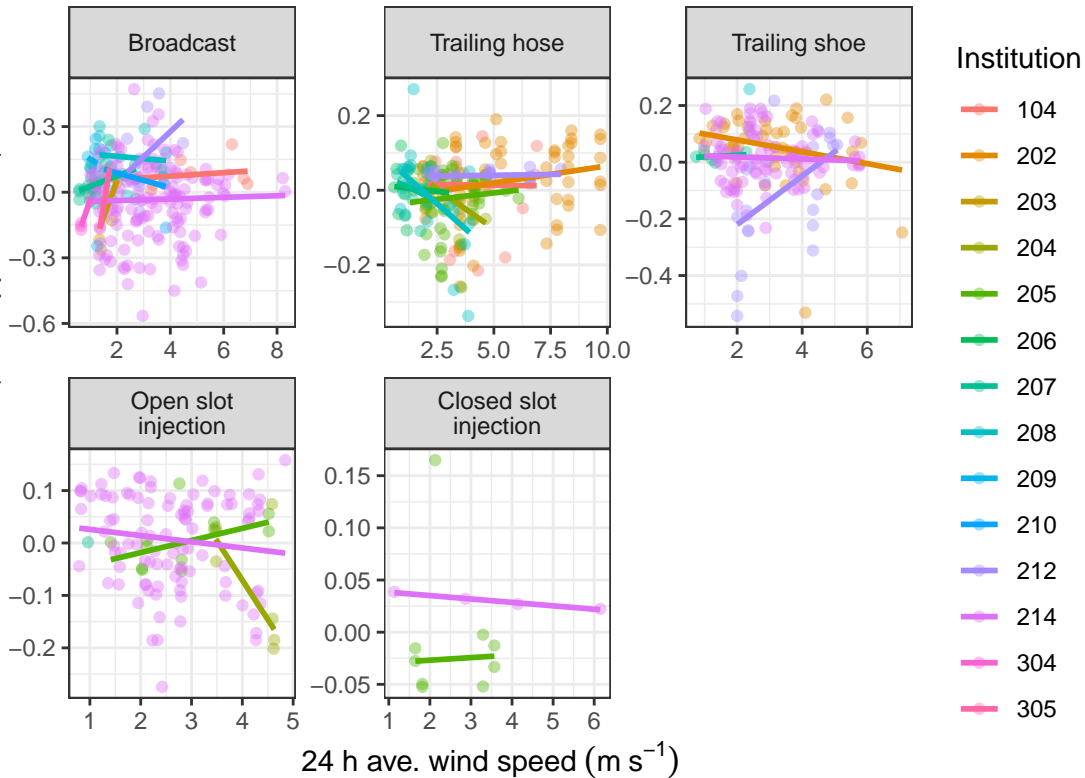 Broadcast
Trailing hose
Trailing shoe
0.3
0.0
−0.3
−0.6
2 4 6 8
0.2
0.0
−0.2
2.5 5.0 7.5 10.0
0.2
0.0
−0.2
−0.4
2 4 6
Open slot
injection
Closed slot
injection
0.1
0.0
−0.1
−0.2
1 2 3 4 5
0.15
0.10
0.05
0.00
−0.05
1 2 3 4 5 6
24 h ave. wind speed (m s⁻¹)
Institution
104
202
203
204
205
206
207
208
209
210
212
214
304
305